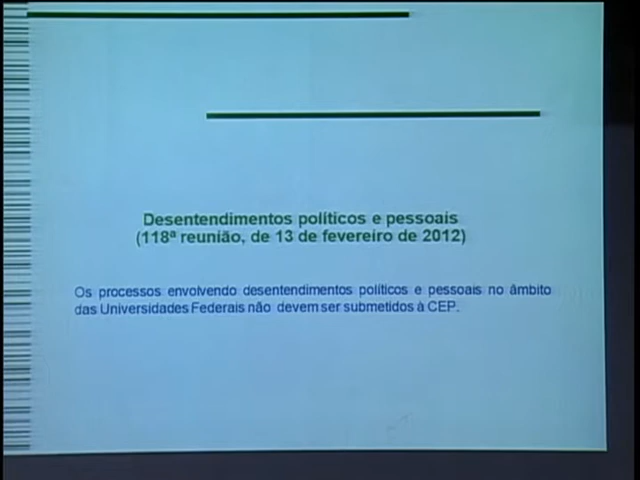 Desentendimentos políticos e pessoais
(118ª reunião, de 13 de fevereiro de 2012)
Os processos envolvendo desentendimentos políticos e pessoais no âmbito
das Universidades Federais não devem ser submetidos à CEP.